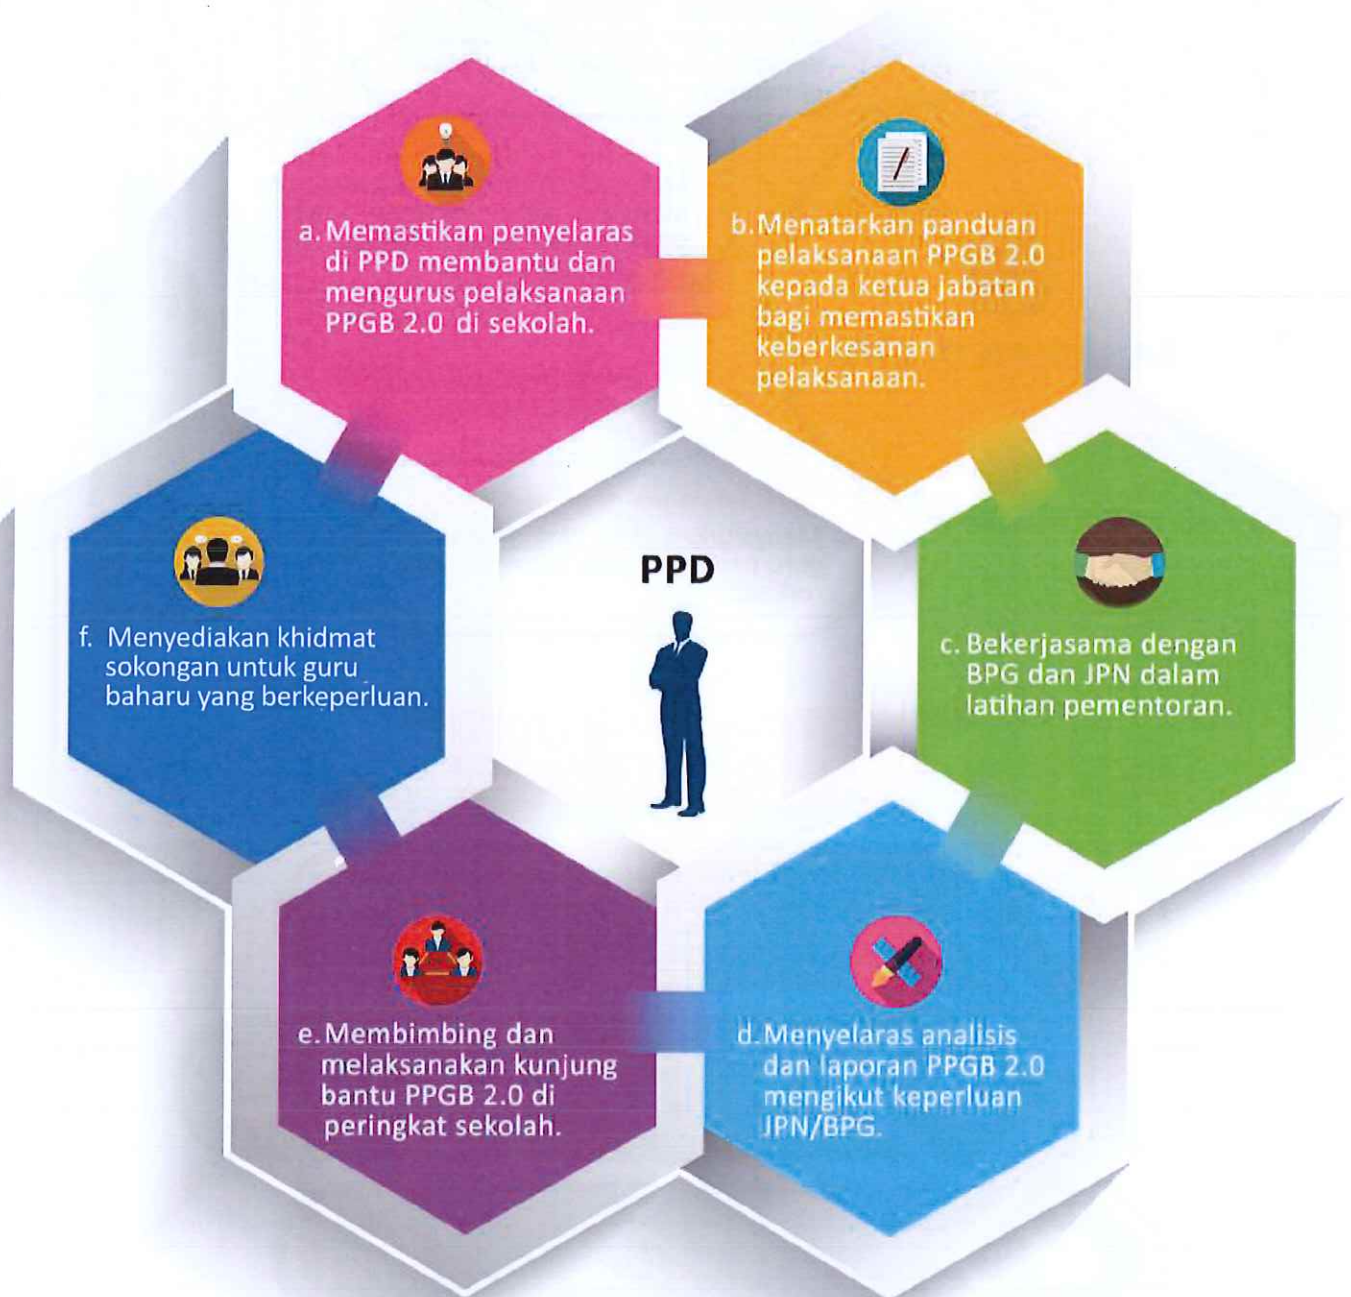 a. Memastikan penyelaras
di PPD membantu dan
mengurus pelaksanaan
PPGB 2.0 di sekolah.
b. Menatarkan panduan
pelaksanaan PPGB 2.0
kepada ketua jabatan
bagi memastikan
keberkesanan
pelaksanaan.
PPD
c. Bekerjasama dengan
BPG dan JPN dalam
latihan pementoran.
d. Menyelaras analisis
dan laporan PPGB 2.0
mengikut keperluan
JPN/BPG.
e. Membimbing dan
melaksanakan kunjung
bantu PPGB 2.0 di
peringkat sekolah.
f. Menyediakan khidmat
sokongan untuk guru
baharu yang berkeperluan.